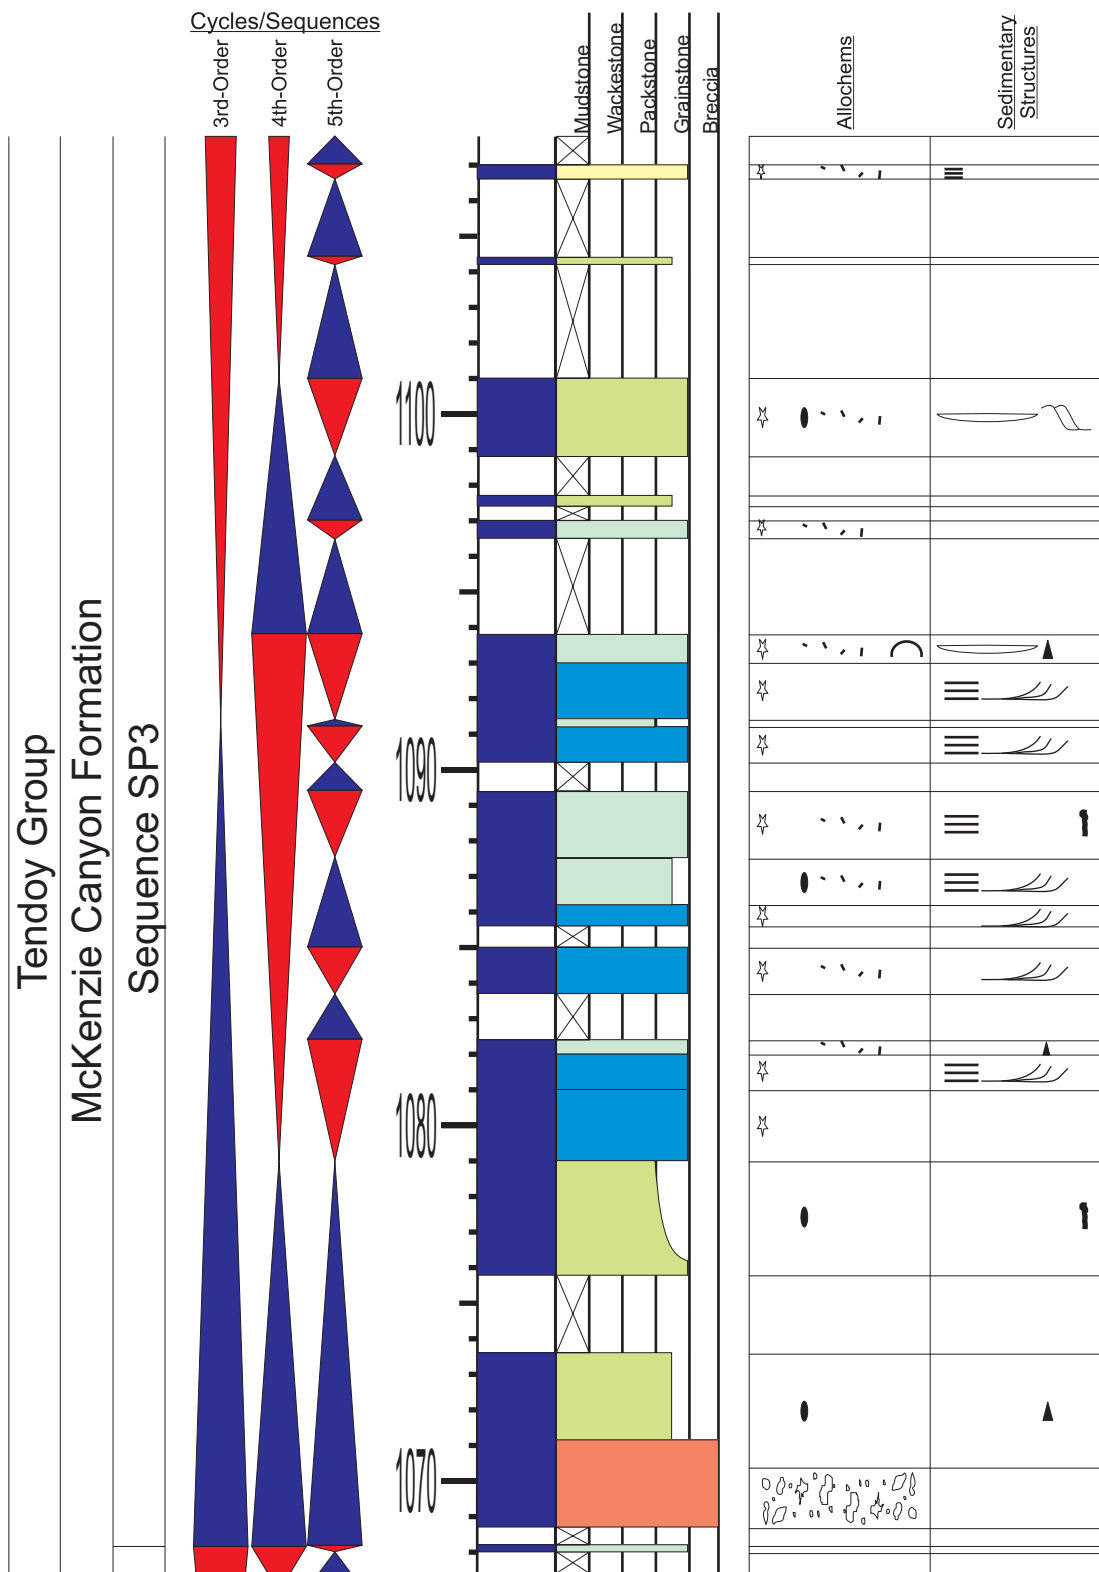 Cycles/Sequences
3rd-Order
4th-Order
5th-Order
Mudstone
Wackestone
Packstone
Grainstone
Breccia
Allochems
Sedimentary
Structures
Tendoy Group
McKenzie Canyon Formation
Sequence SP3
1100
1090
1080
1070